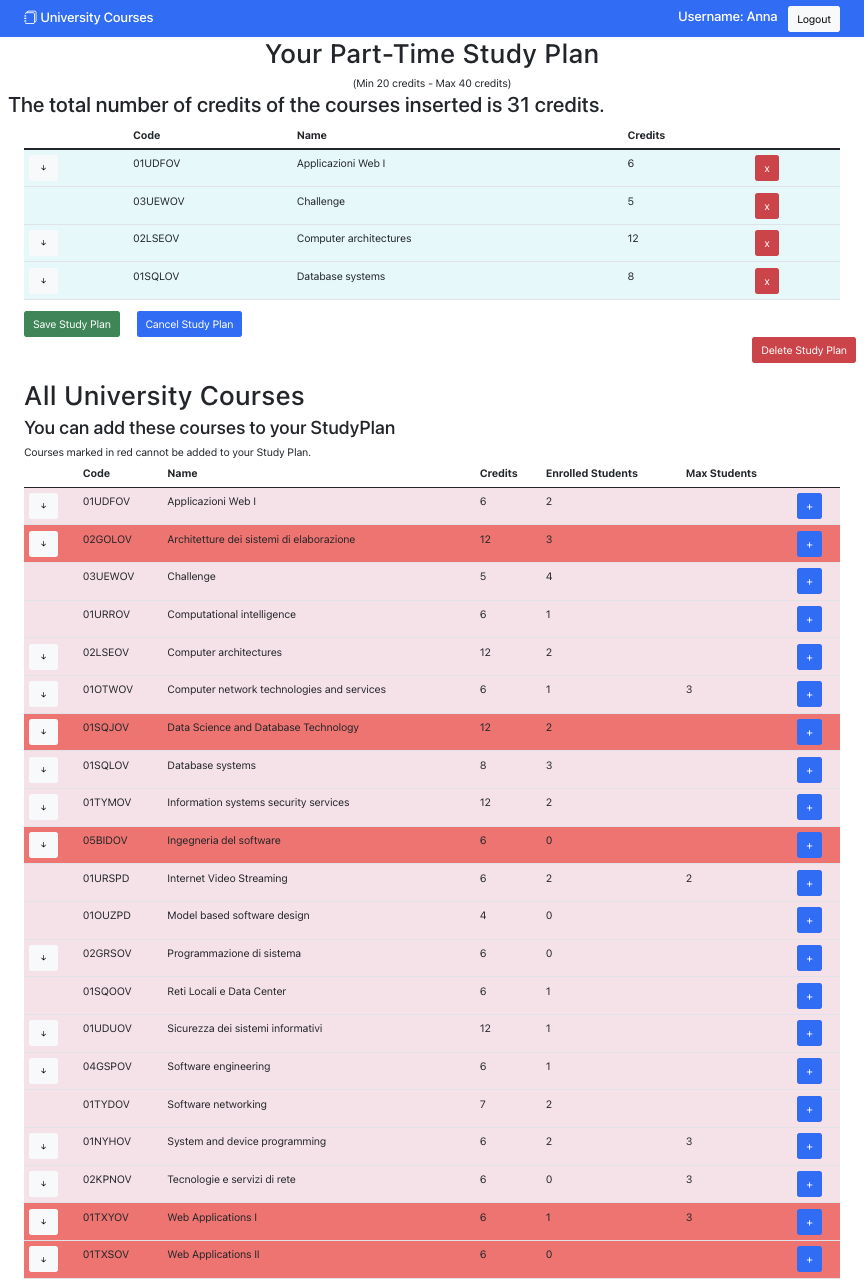 University Courses Username: Anna Logout
Your Part-Time Study Plan
(Min 20 credits - Max 40 credits)
The total number of credits of the courses inserted is 31 credits.
Code Name Credits
↓ 01UDFOV Applicazioni Web I 6 x
03UEWOV Challenge 5 x
↓ 02LSEOV Computer architectures 12 x
↓ 01SQLOV Database systems 8 x
Save Study Plan Cancel Study Plan
Delete Study Plan
All University Courses
You can add these courses to your StudyPlan
Courses marked in red cannot be added to your Study Plan.
Code Name Credits Enrolled Students Max Students
↓ 01UDFOV Applicazioni Web I 6 2 +
↓ 02GOLOV Architetture dei sistemi di elaborazione 12 3 +
03UEWOV Challenge 5 4 +
01URROV Computational intelligence 6 1 +
↓ 02LSEOV Computer architectures 12 2 +
↓ 01OTWOV Computer network technologies and services 6 1 3 +
↓ 01SQJOV Data Science and Database Technology 12 2 +
↓ 01SQLOV Database systems 8 3 +
↓ 01TYMOV Information systems security services 12 2 +
↓ 05BIDOV Ingegneria del software 6 0 +
01URSPD Internet Video Streaming 6 2 2 +
01OUZPD Model based software design 4 0 +
↓ 02GRSOV Programmazione di sistema 6 0 +
01SQOOV Reti Locali e Data Center 6 1 +
↓ 01UDUOV Sicurezza dei sistemi informativi 12 1 +
↓ 04GSPOV Software engineering 6 1 +
01TYDOV Software networking 7 2 +
↓ 01NYHOV System and device programming 6 2 3 +
↓ 02KPNOV Tecnologie e servizi di rete 6 0 3 +
↓ 01TXYOV Web Applications I 6 1 3 +
↓ 01TXSOV Web Applications II 6 0 +